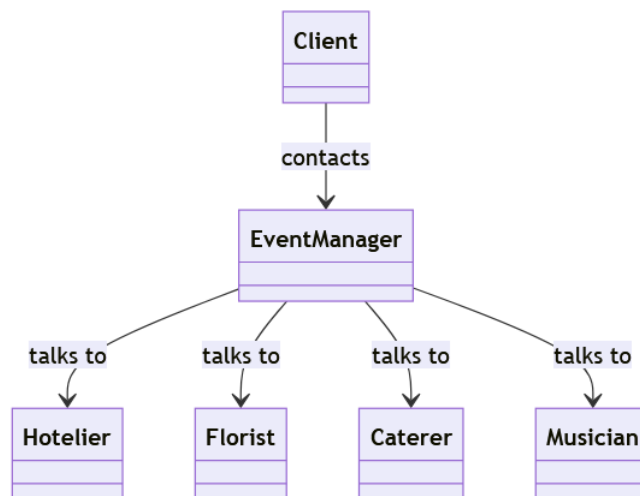 Client
contacts
EventManager
talks to talks to talks to talks to
Hotelier Florist Caterer Musician